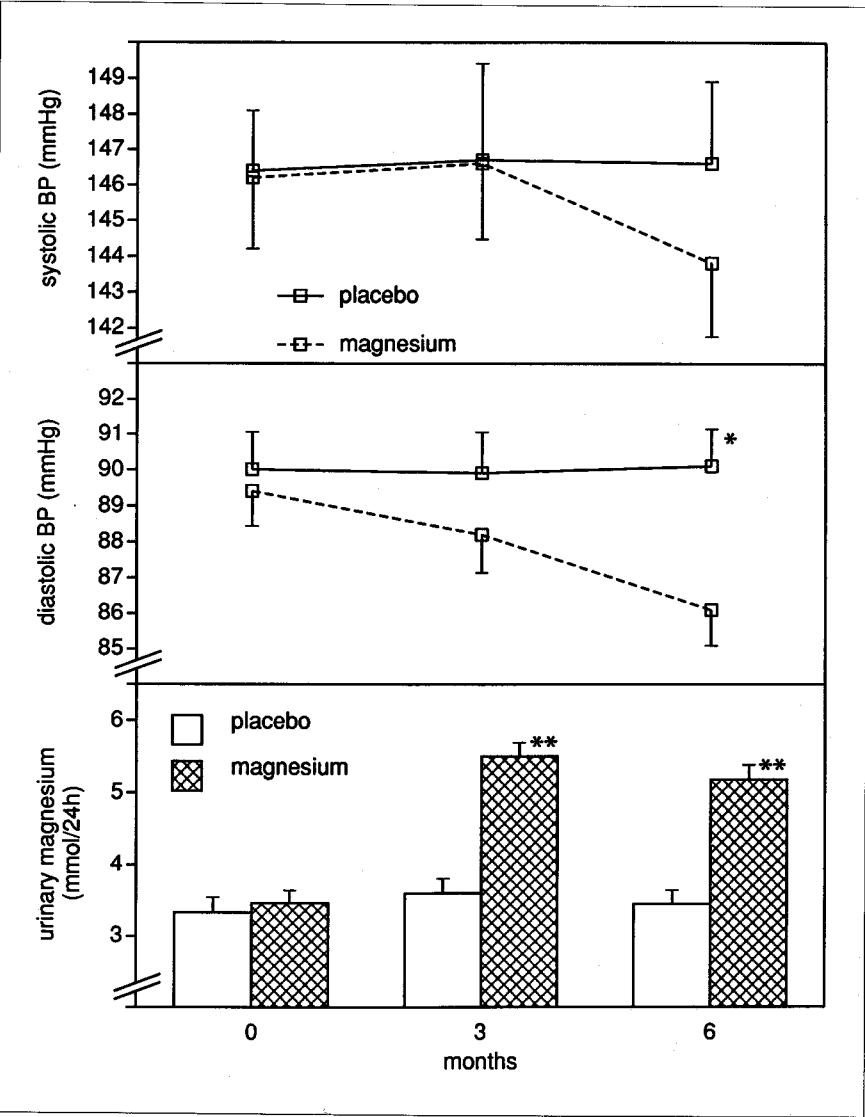 systolic BP (mmHg)
149
148
147
146
145
144
143
142
placebo
magnesium
diastolic BP (mmHg)
92
91
90
89
88
87
86
85
*
urinary magnesium
(mmol/24h)
6
5
4
3
placebo
magnesium
**
**
0 3 6
months